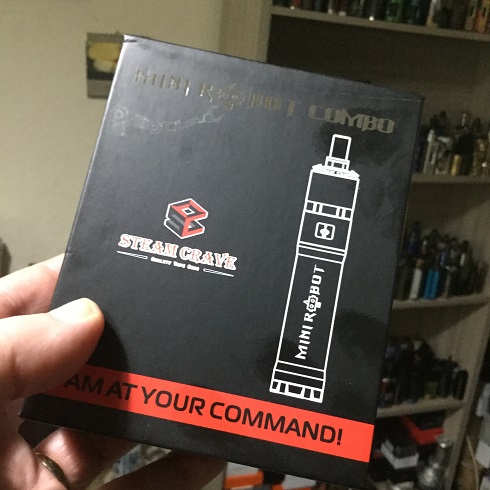 MINI ROBOT COMBO
STEAM CRAVE
QUALITY VAPE GEAR
MINI ROBOT
AM AT YOUR COMMAND!